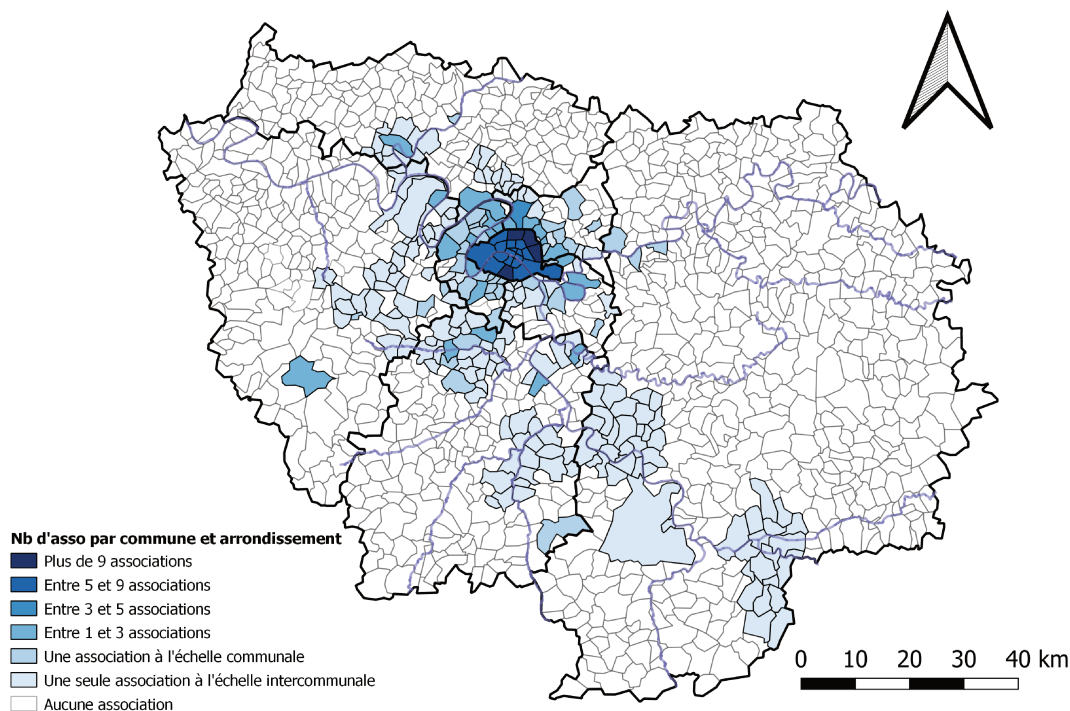 Nb d'asso par commune et arrondissement
Plus de 9 associations
Entre 5 et 9 associations
Entre 3 et 5 associations
Entre 1 et 3 associations
Une association à l'échelle communale
Une seule association à l'échelle intercommunale
Aucune association
0 10 20 30 40 km